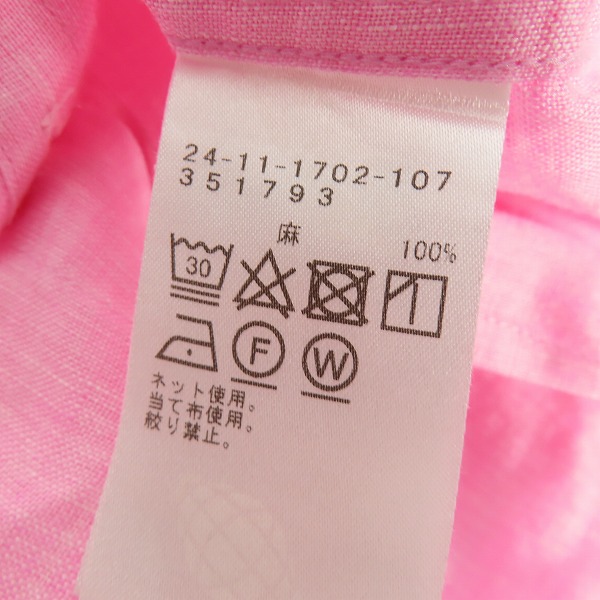 24-11-1702-107
351793
麻 100%
30
F W
ネット使用。
当て布使用。
絞り禁止。